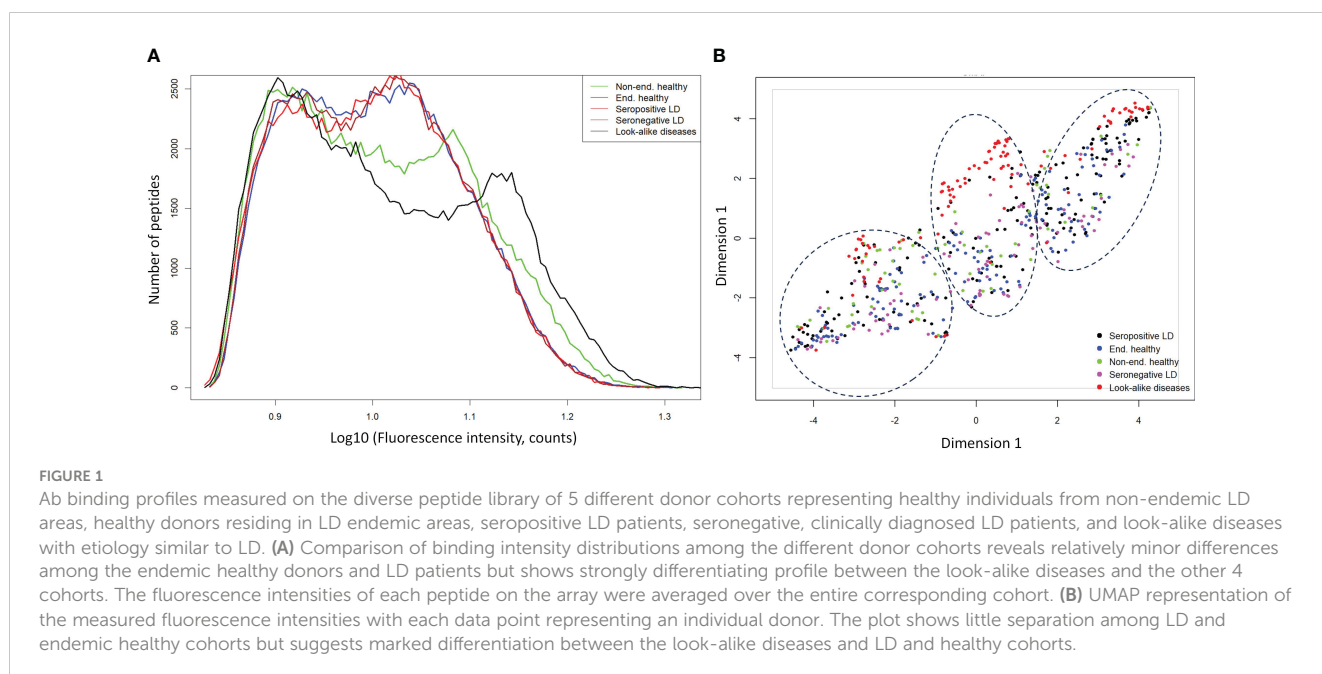 A
Number of peptides
2500
2000
1500
1000
500
0
0.9 1.0 1.1 1.2 1.3
Log10 (Fluorescence intensity, counts)
Non-end. healthy
End. healthy
Seropositive LD
Seronegative LD
Look-alike diseases
B
Dimension 1
4
2
0
-2
-4
-4 -2 0 2 4
Dimension 1
Seropositive LD
End. healthy
Non-end. healthy
Seronegative LD
Look-alike diseases
FIGURE 1
Ab binding profiles measured on the diverse peptide library of 5 different donor cohorts representing healthy individuals from non-endemic LD
areas, healthy donors residing in LD endemic areas, seropositive LD patients, seronegative, clinically diagnosed LD patients, and look-alike diseases
with etiology similar to LD. (A) Comparison of binding intensity distributions among the different donor cohorts reveals relatively minor differences
among the endemic healthy donors and LD patients but shows strongly differentiating profile between the look-alike diseases and the other 4
cohorts. The fluorescence intensities of each peptide on the array were averaged over the entire corresponding cohort. (B) UMAP representation of
the measured fluorescence intensities with each data point representing an individual donor. The plot shows little separation among LD and
endemic healthy cohorts but suggests marked differentiation between the look-alike diseases and LD and healthy cohorts.